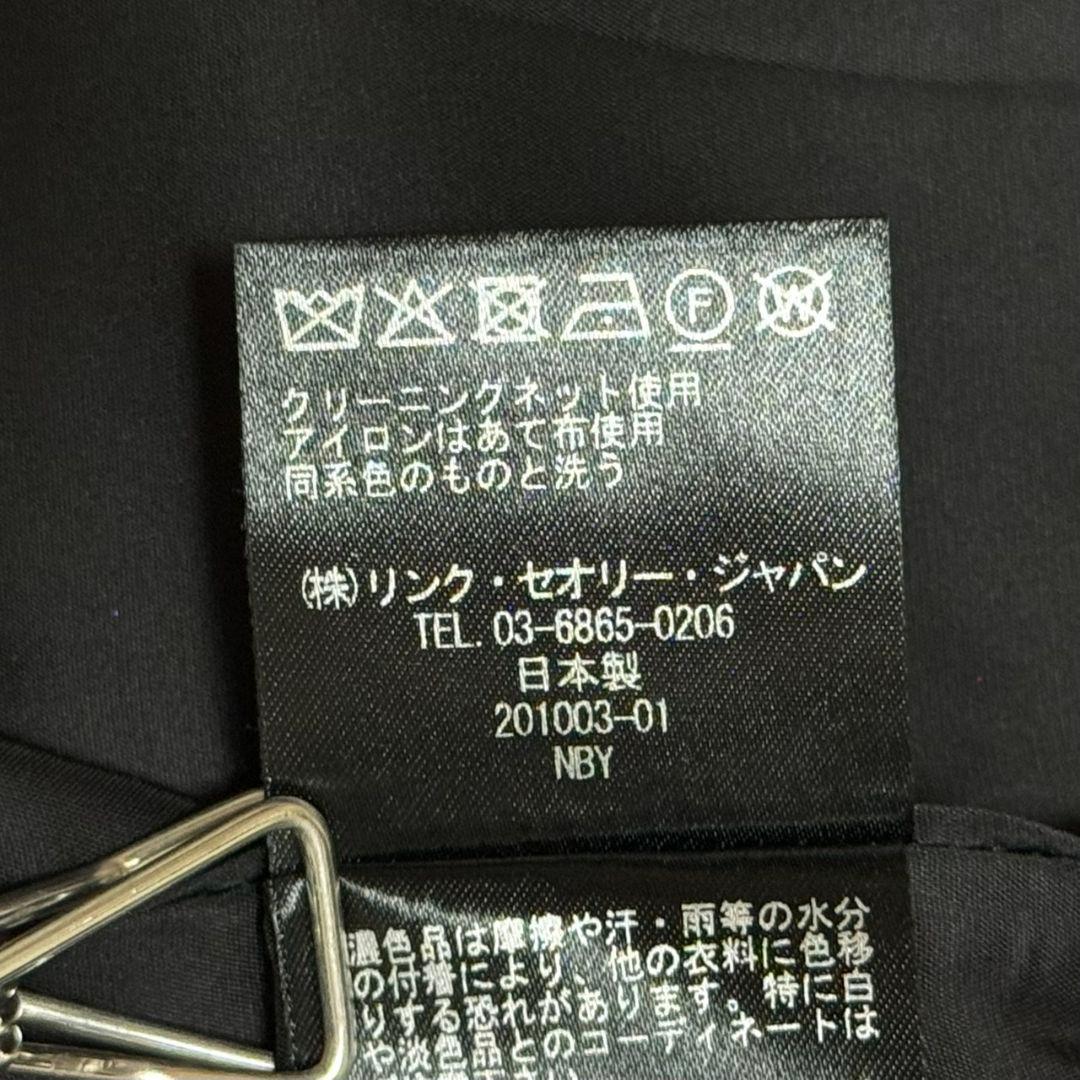 F W
クリーニングネット使用
アイロンはあて布使用
同系色のものと洗う
(株)リンク・セオリー・ジャパン
TEL. 03-6865-0206
日本製
201003-01
NBY
濃色品は摩擦や汗・雨等の水分
の付着により、他の衣料に色移
りする恐れがあります。特に白
や淡色品とのコーディネートは